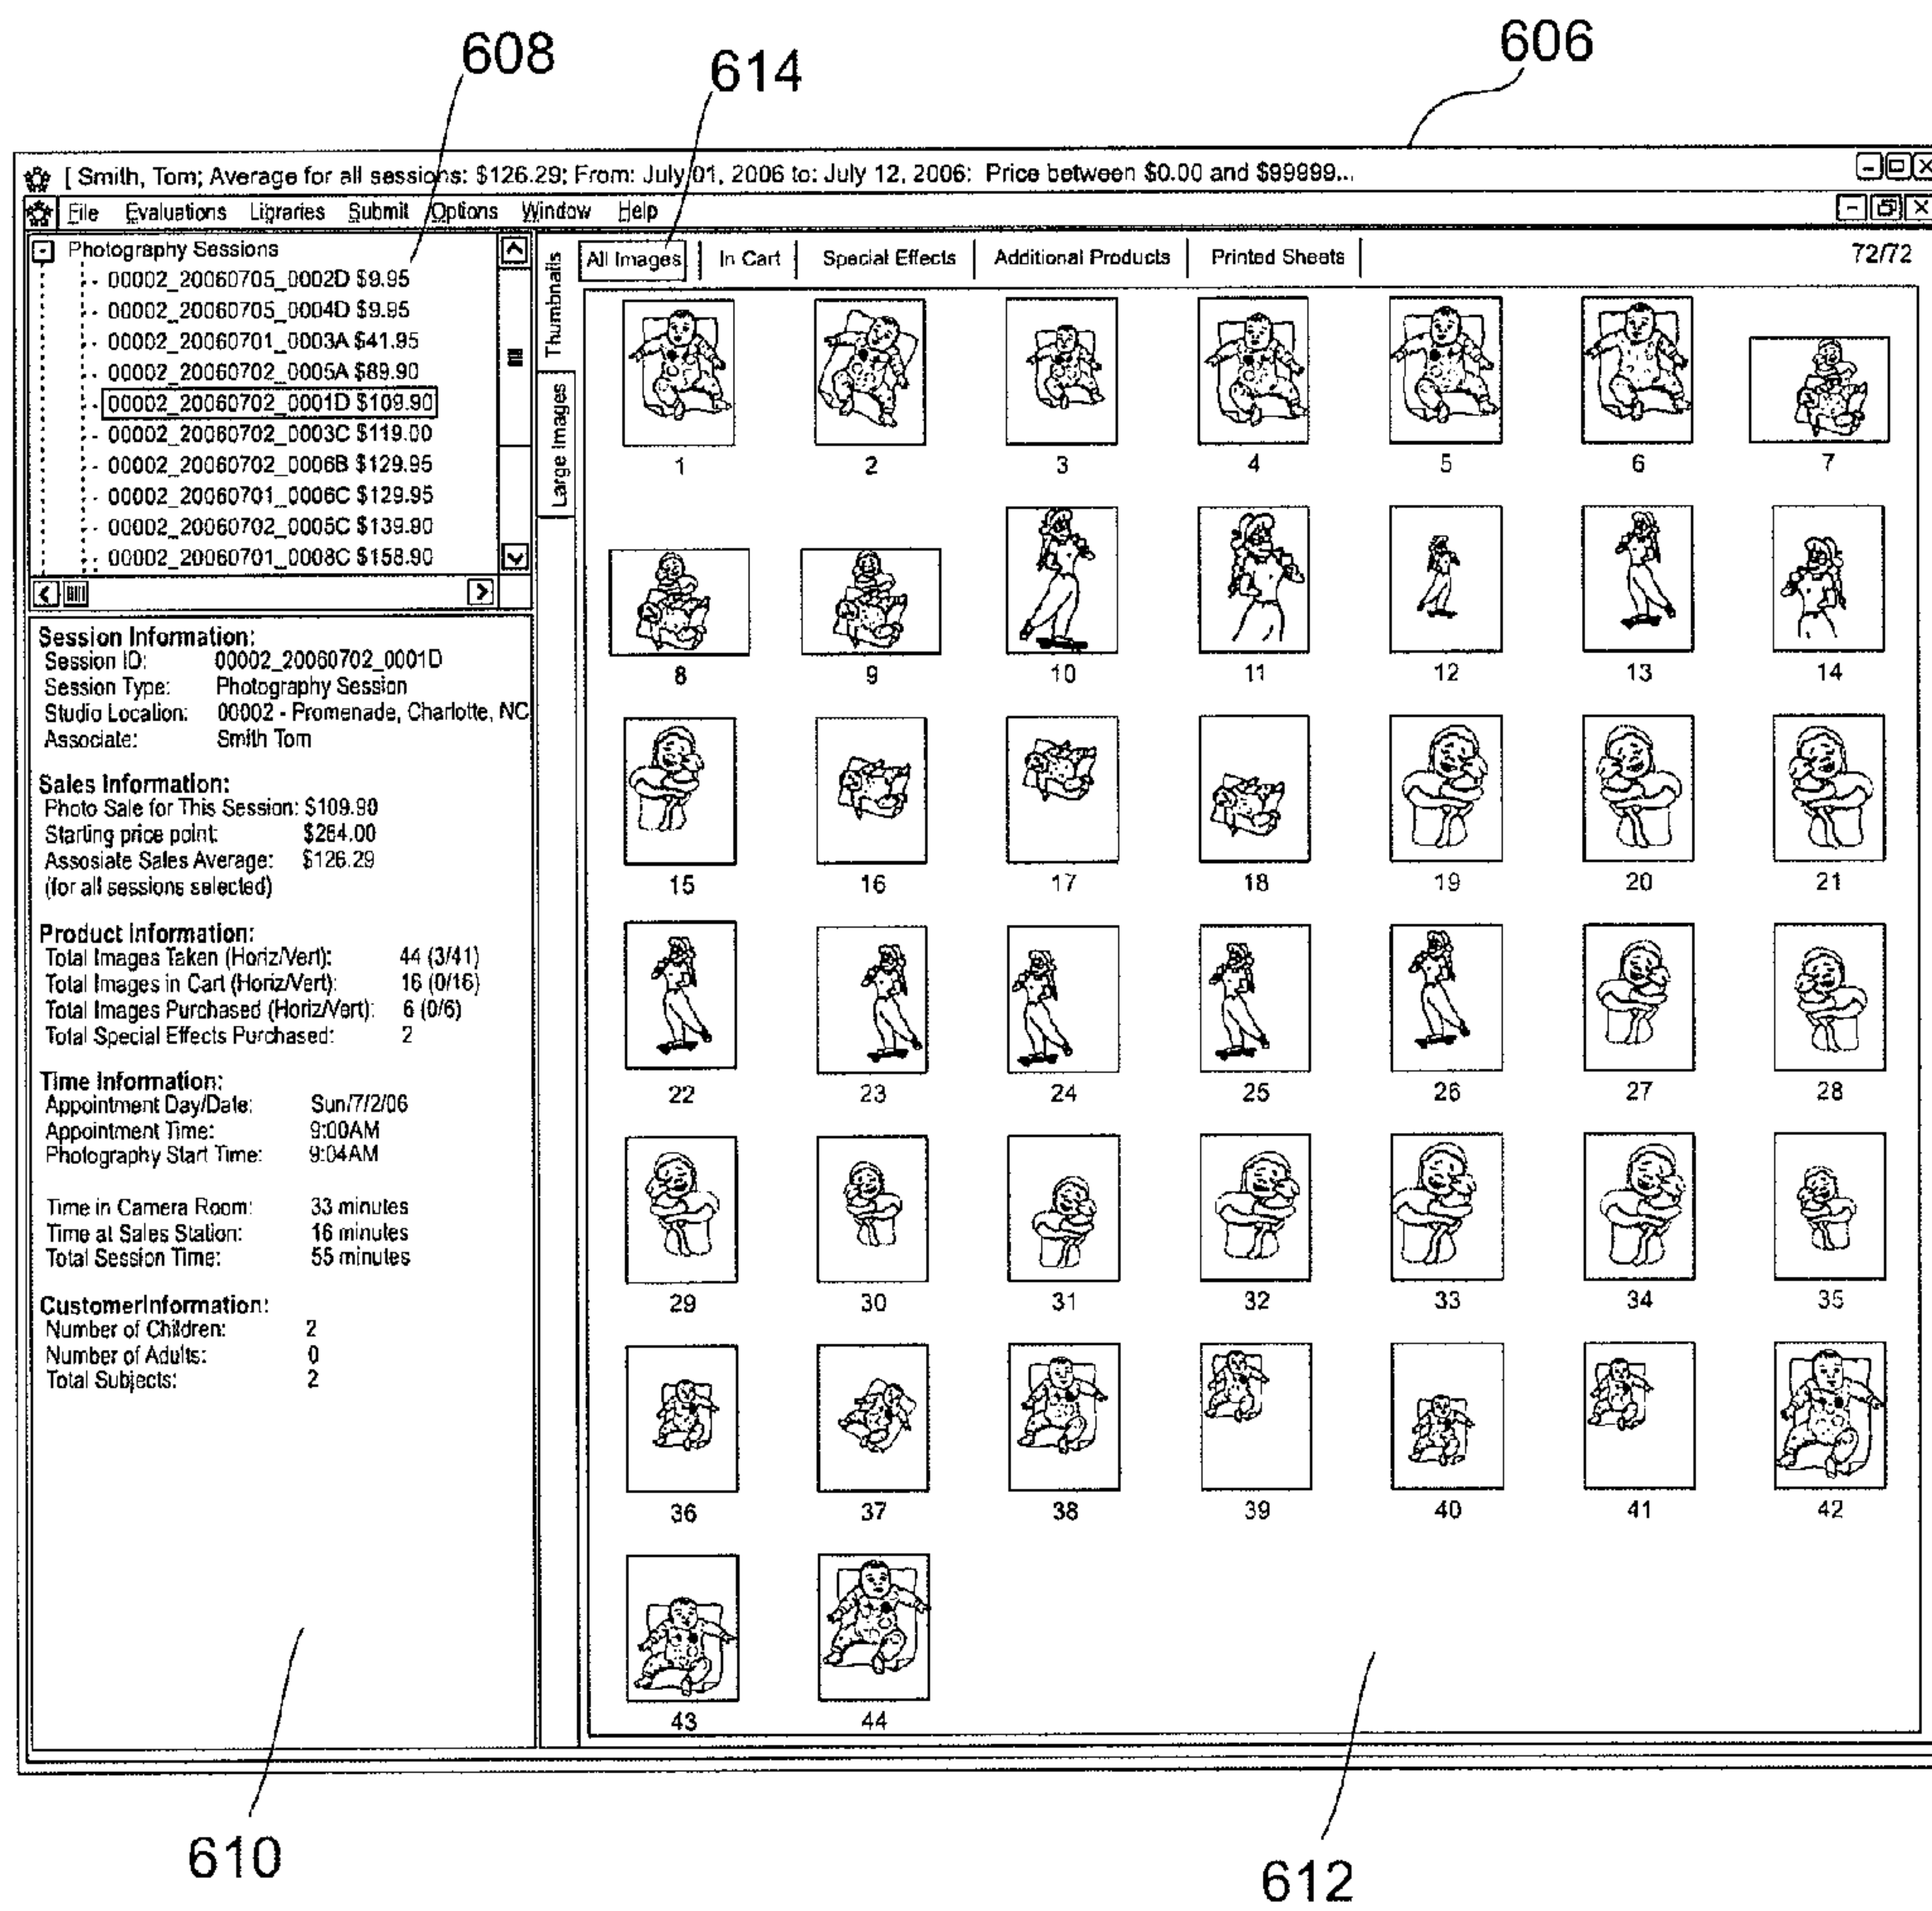 608
614
606
[ Smith, Tom; Average for all sessions: $126.29; From: July 01, 2006 to: July 12, 2006: Price between $0.00 and $99999...
File Evaluations Libraries Submit Options Window Help
Photography Sessions
00002_20060705_0002D $9.95
00002_20060705_0004D $9.95
00002_20060701_0003A $41.95
00002_20060702_0005A $89.90
00002_20060702_0001D $109.90
00002_20060702_0003C $119.00
00002_20060702_0006B $129.95
00002_20060701_0006C $129.95
00002_20060702_0005C $139.90
00002_20060701_0008C $158.90
Session Information:
Session ID: 00002_20060702_0001D
Session Type: Photography Session
Studio Location: 00002 - Promenade, Charlotte, NC
Associate: Smith Tom
Sales Information:
Photo Sale for This Session: $109.90
Starting price point: $264.00
Assosiate Sales Average: $126.29
(for all sessions selected)
Product Information:
Total Images Taken (Horiz/Vert): 44 (3/41)
Total Images in Cart (Horiz/Vert): 16 (0/16)
Total Images Purchased (Horiz/Vert): 6 (0/6)
Total Special Effects Purchased: 2
Time Information:
Appointment Day/Date: Sun/7/2/06
Appointment Time: 9:00AM
Photography Start Time: 9:04AM
Time in Camera Room: 33 minutes
Time at Sales Station: 16 minutes
Total Session Time: 55 minutes
CustomerInformation:
Number of Children: 2
Number of Adults: 0
Total Subjects: 2
Thumbnails
Large Images
All Images In Cart Special Effects Additional Products Printed Sheets 72/72
1 2 3 4 5 6 7
8 9 10 11 12 13 14
15 16 17 18 19 20 21
22 23 24 25 26 27 28
29 30 31 32 33 34 35
36 37 38 39 40 41 42
43 44
610
612